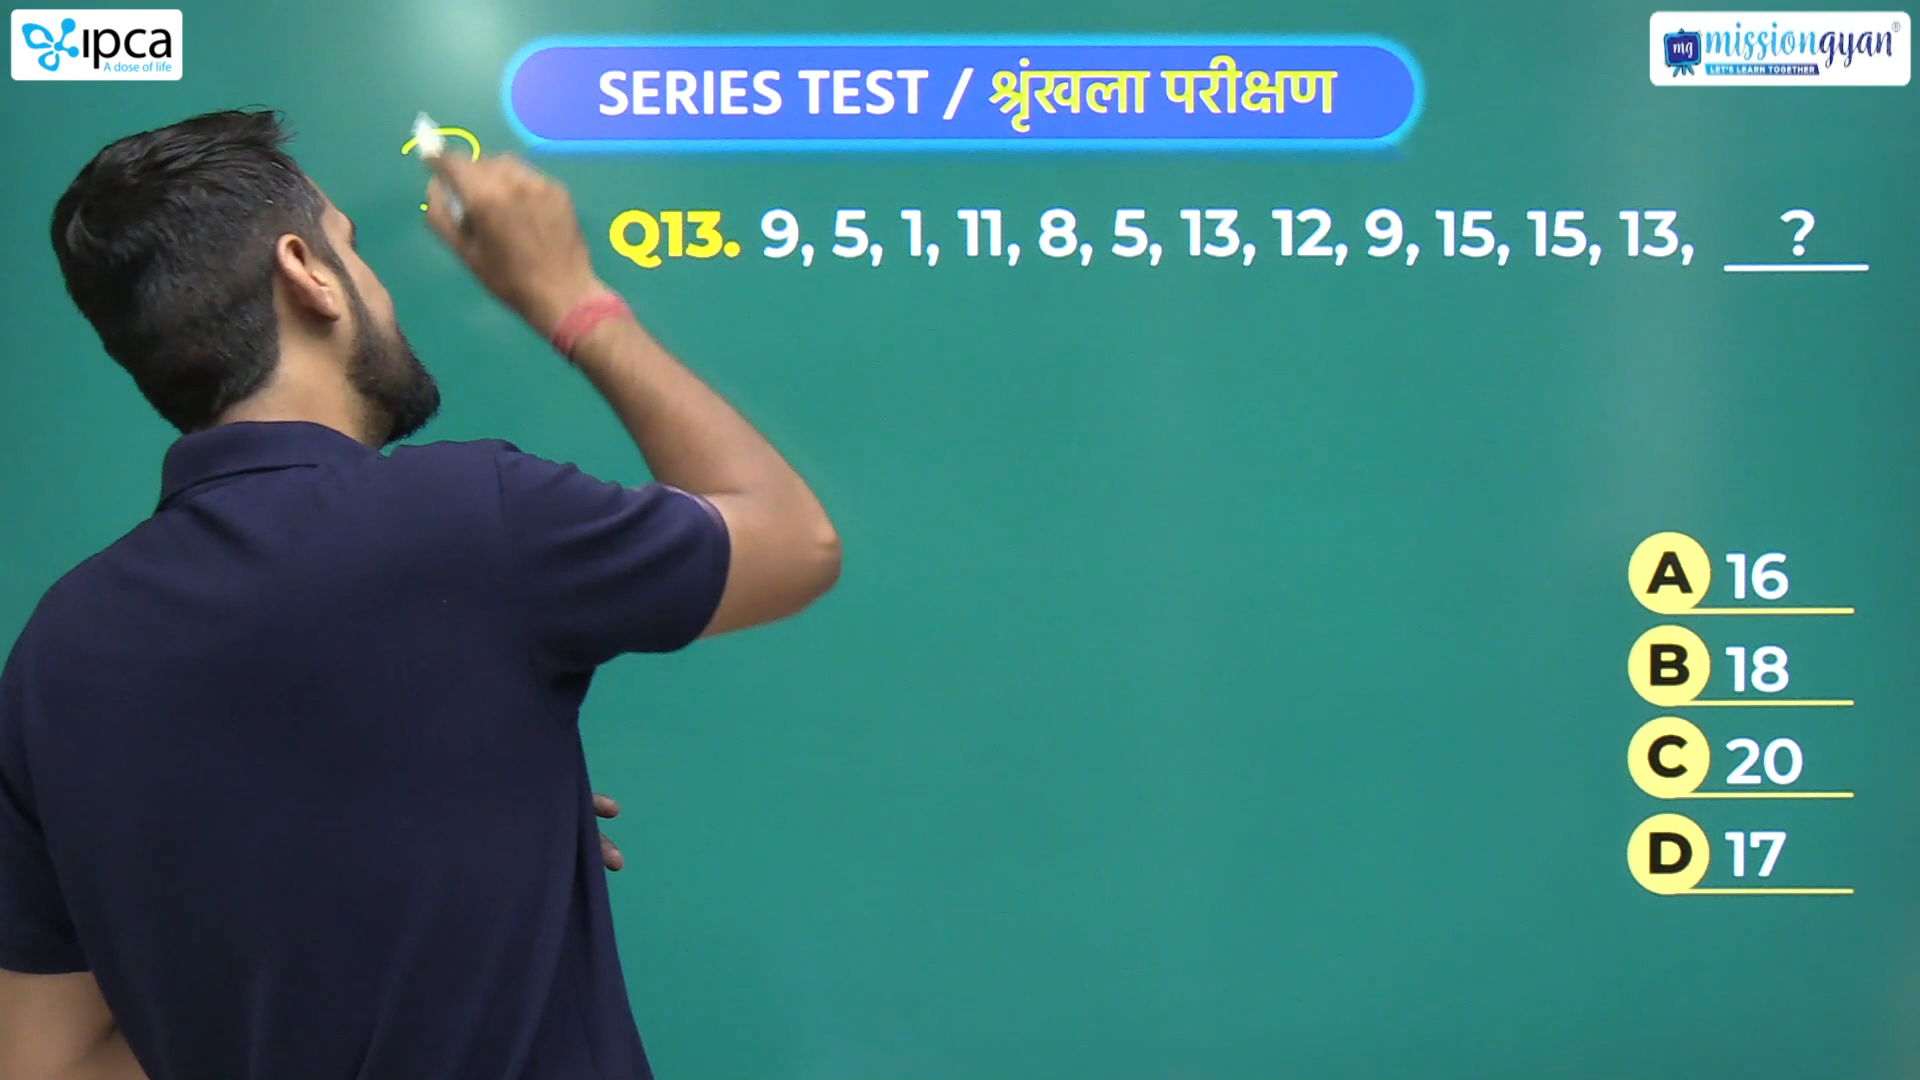 ipca
A dose of life
missiongyan®
mg
LET'S LEARN TOGETHER
SERIES TEST / श्रृंखला परीक्षण
Q13. 9, 5, 1, 11, 8, 5, 13, 12, 9, 15, 15, 13, ?
A 16
B 18
C 20
D 17